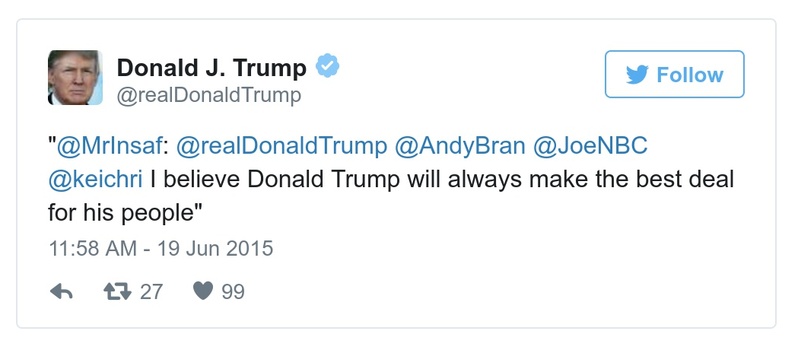 Donald J. Trump
@realDonaldTrump
Follow
"@MrInsaf: @realDonaldTrump @AndyBran @JoeNBC
@keichri I believe Donald Trump will always make the best deal
for his people"
11:58 AM - 19 Jun 2015
27 99